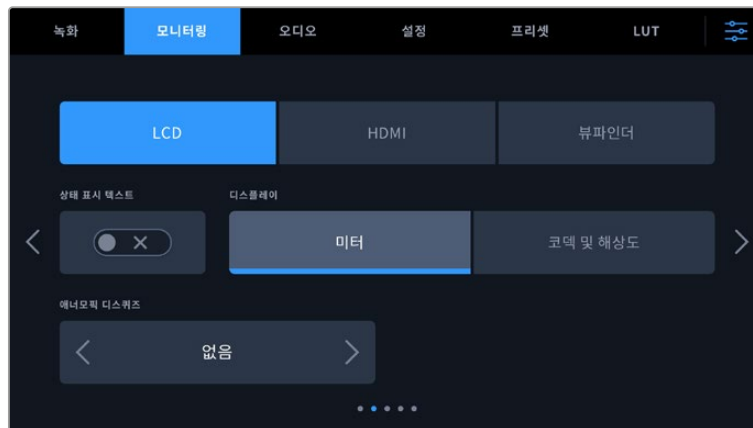 녹화 모니터링 오디오 설정 프리셋 LUT
LCD HDMI 뷰파인더
상태 표시 텍스트 디스플레이
미터 코덱 및 해상도
애너모픽 디스퀴즈
없음